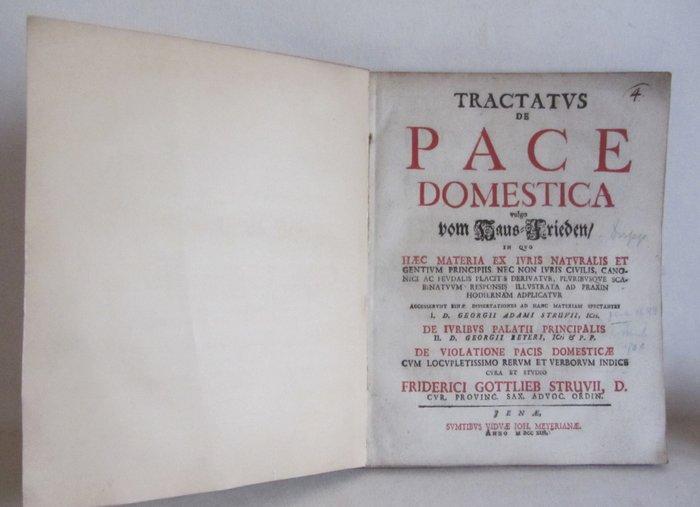 4.
TRACTATVS
DE
PACE
DOMESTICA
vulgo
vom Haus-Frieden/
IN QVO
HÆC MATERIA EX IVRIS NATVRALIS ET
GENTIVM PRINCIPIIS, NEC NON IVRIS CIVILIS, CANO-
NICI AC FEVDALIS PLACITIS DERIVATVR, PLVRIBVSQVE SCA-
BINATVVM RESPONSIS ILLVSTRATA AD PRAXIN
HODIERNAM ADPLICATVR
ACCESSERVNT BINÆ DISSERTATIONES AD HANC MATERIAM SPECTANTES
I. D. GEORGII ADAMI STRUVII, ICti.
DE IVRIBVS PALATII PRINCIPALIS
II. D. GEORGII BEYERI, ICti & P. P.
DE VIOLATIONE PACIS DOMESTICÆ
CVM LOCVPLETISSIMO RERVM ET VERBORVM INDICE
CVRA ET STVDIO
FRIDERICI GOTTLIEB STRUVII, D.
CVR. PROVINC. SAX. ADVOC. ORDIN.
JENÆ,
SVMTIBVS VIDVÆ IOH. MEYERIANÆ.
ANNO M DCC XIII.